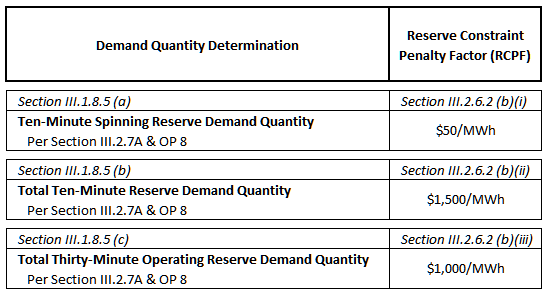 Demand Quantity Determination
Reserve Constraint
Penalty Factor (RCPF)
Section III.1.8.5 (a)
Section III.2.6.2 (b)(i)
Ten-Minute Spinning Reserve Demand Quantity
Per Section III.2.7A & OP 8
$50/MWh
Section III.1.8.5 (b)
Section III.2.6.2 (b)(ii)
Total Ten-Minute Reserve Demand Quantity
Per Section III.2.7A & OP 8
$1,500/MWh
Section III.1.8.5 (c)
Section III.2.6.2 (b)(iii)
Total Thirty-Minute Operating Reserve Demand Quantity
Per Section III.2.7A & OP 8
$1,000/MWh